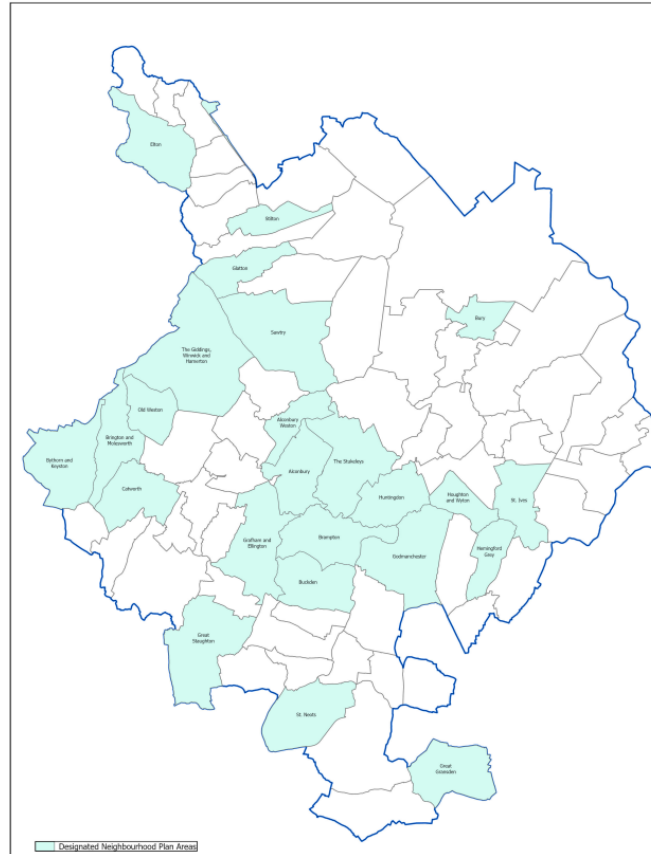 Elton
Stilton
Glatton
Bury
Sawtry
The Giddings,
Winwick and
Hamerton
Old Weston
Alconbury
Weston
Brington and
Molesworth
Bythorn and
Keyston
The Stukeleys
Alconbury
Catworth
Huntingdon
Houghton
and Wyton
St. Ives
Grafham and
Ellington
Brampton
Godmanchester
Hemingford
Grey
Buckden
Great
Staughton
St. Neots
Great
Gransden
Designated Neighbourhood Plan Areas